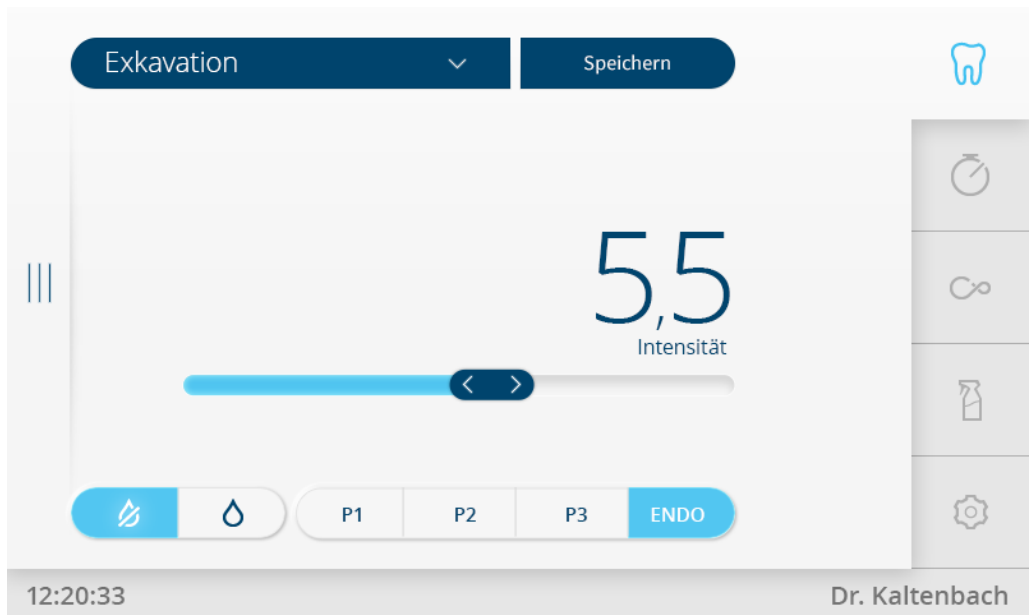 Exkavation Speichern
5,5
Intensität
P1 P2 P3 ENDO
12:20:33 Dr. Kaltenbach